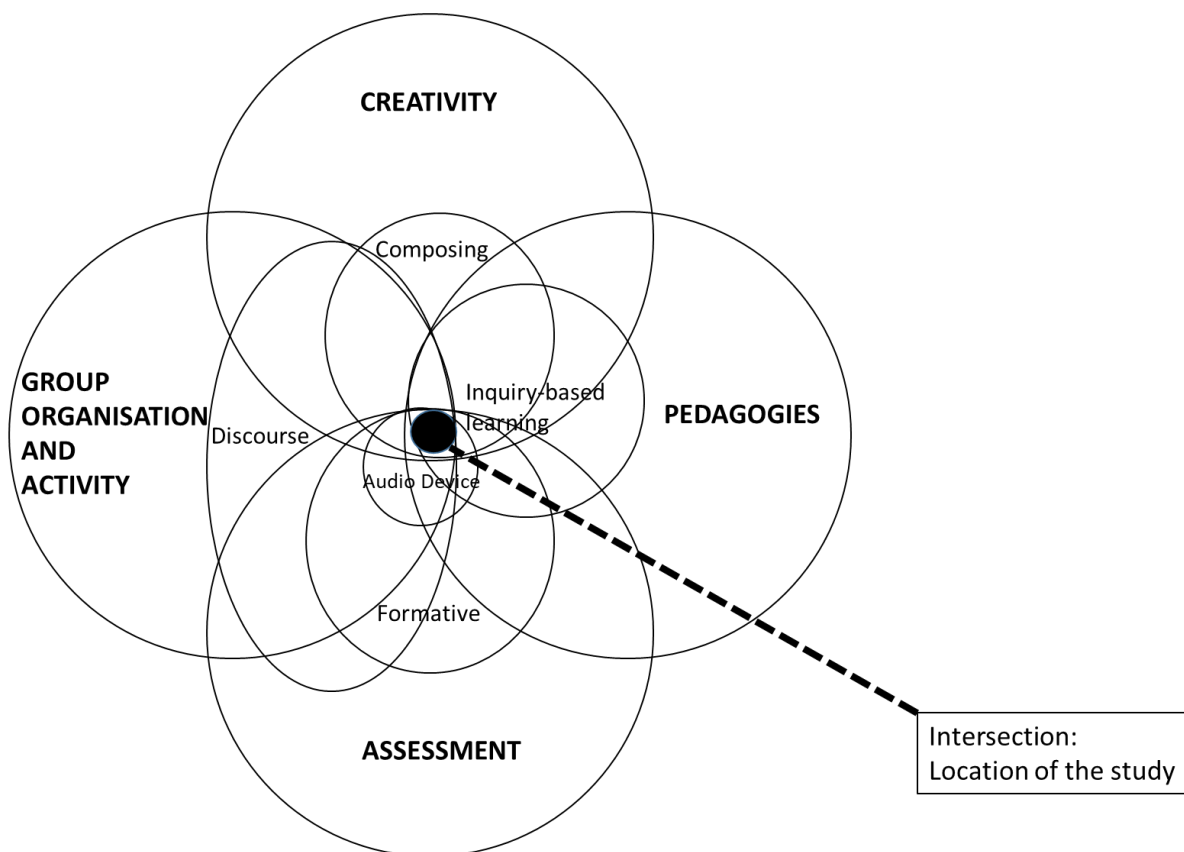 CREATIVITY
Composing
GROUP
ORGANISATION
AND
ACTIVITY
Discourse
Inquiry-based
learning
PEDAGOGIES
Audio Device
Formative
ASSESSMENT
Intersection:
Location of the study